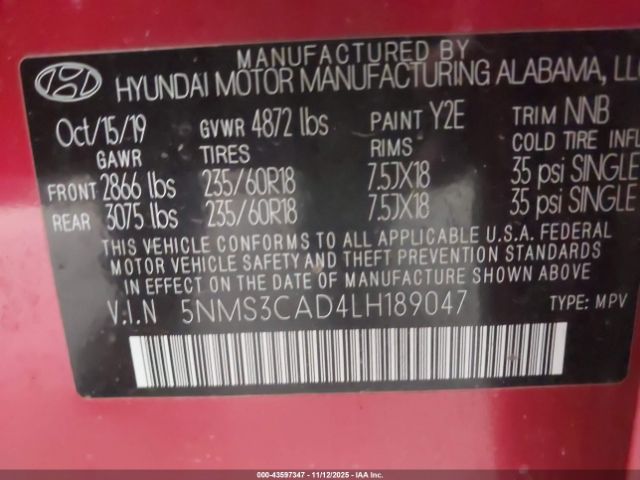 MANUFACTURED BY
HYUNDAI MOTOR MANUFACTURING ALABAMA, LLC
Oct/15/19 GVWR 4872 lbs PAINT Y2E TRIM NNB
GAWR TIRES RIMS COLD TIRE INFL
FRONT 2866 lbs 235/60R18 7.5JX18 35 psi SINGLE
REAR 3075 lbs 235/60R18 7.5JX18 35 psi SINGLE
THIS VEHICLE CONFORMS TO ALL APPLICABLE U.S.A. FEDERAL
MOTOR VEHICLE SAFETY AND THEFT PREVENTION STANDARDS
IN EFFECT ON THE DATE OF MANUFACTURE SHOWN ABOVE
V.I.N 5NMS3CAD4LH189047 TYPE: MPV
000-43597347 - 11/12/2025 - IAA Inc.